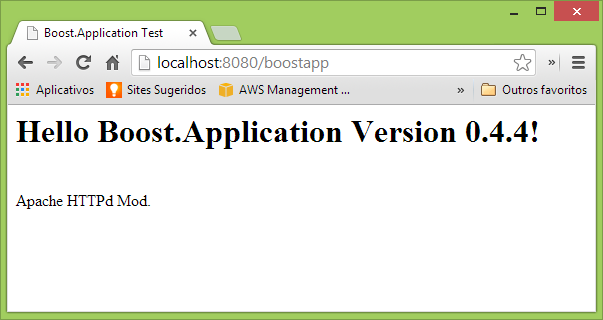 Boost.Application Test
localhost:8080/boostapp
Aplicativos Sites Sugeridos AWS Management ... » Outros favoritos
Hello Boost.Application Version 0.4.4!
Apache HTTPd Mod.